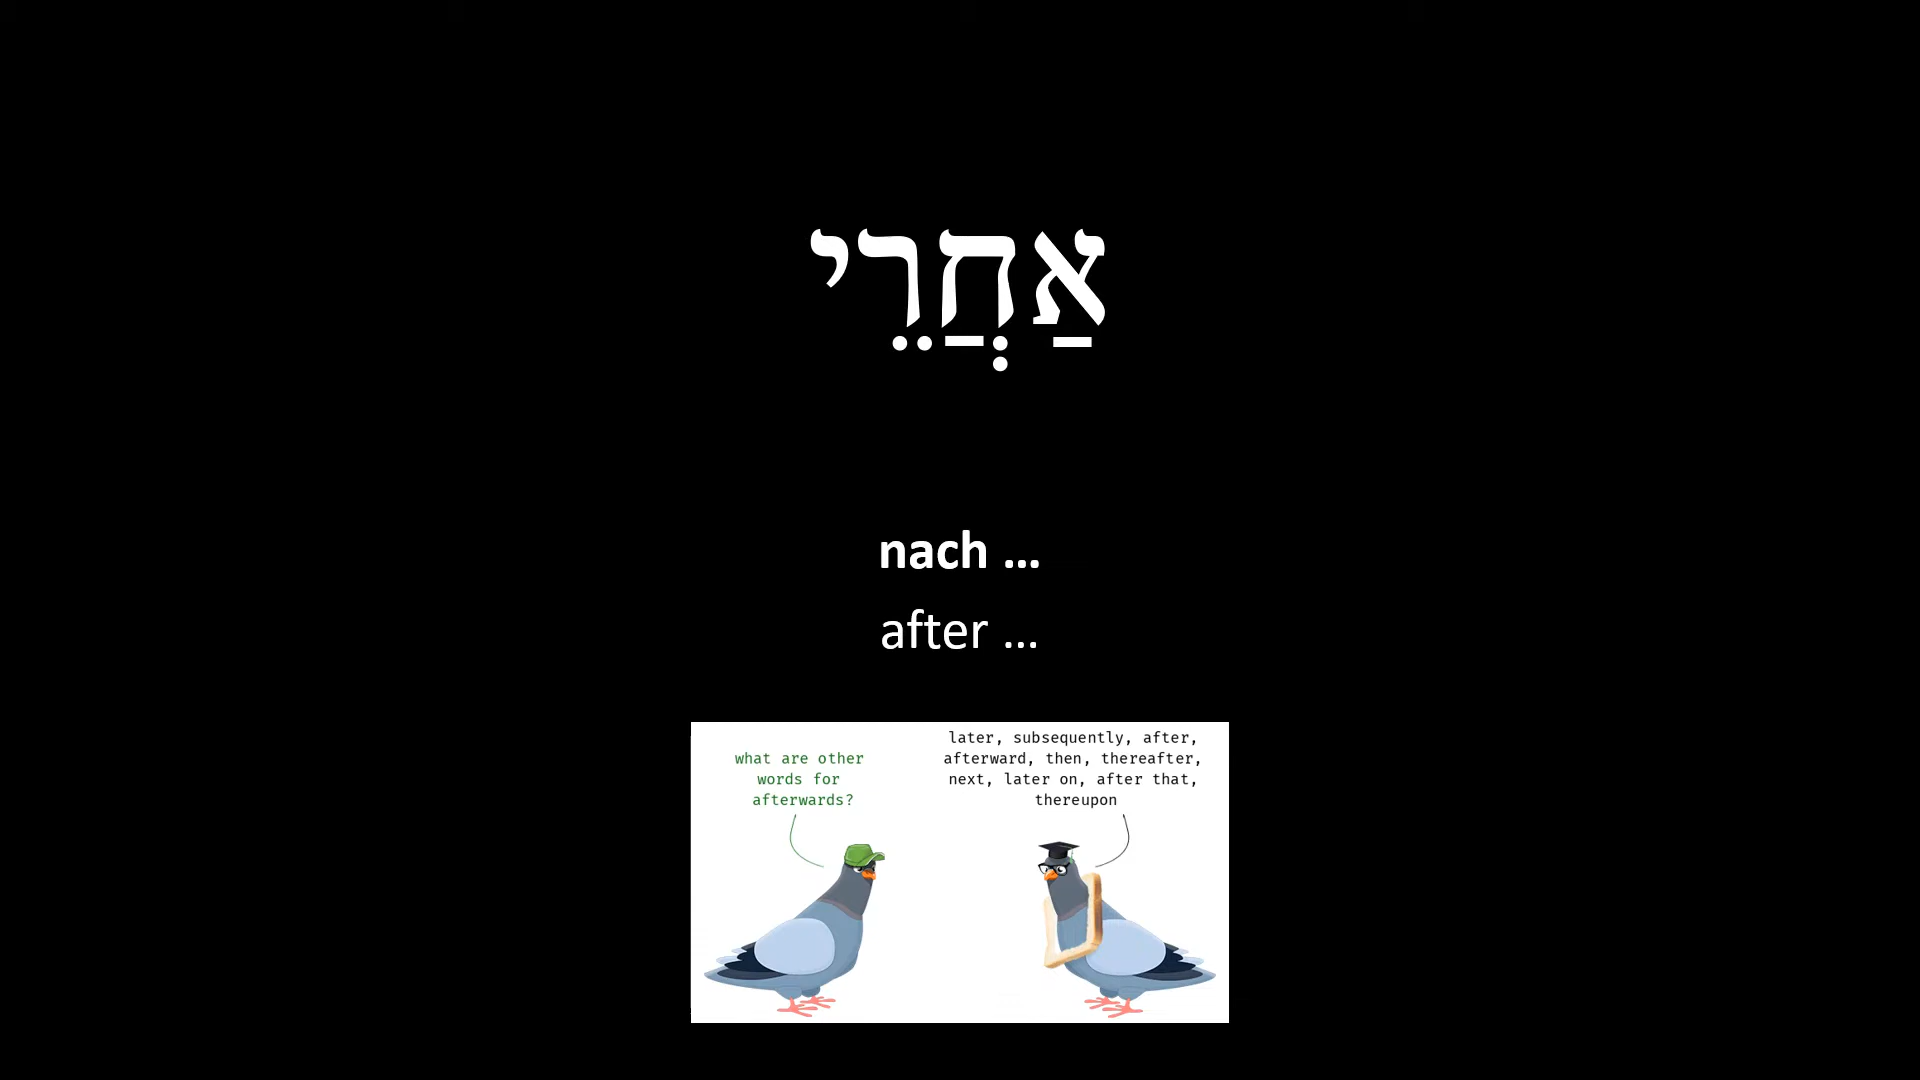 אַחֲרֵי
nach ...
after ...
what are other
words for
afterwards?
later, subsequently, after,
afterward, then, thereafter,
next, later on, after that,
thereupon